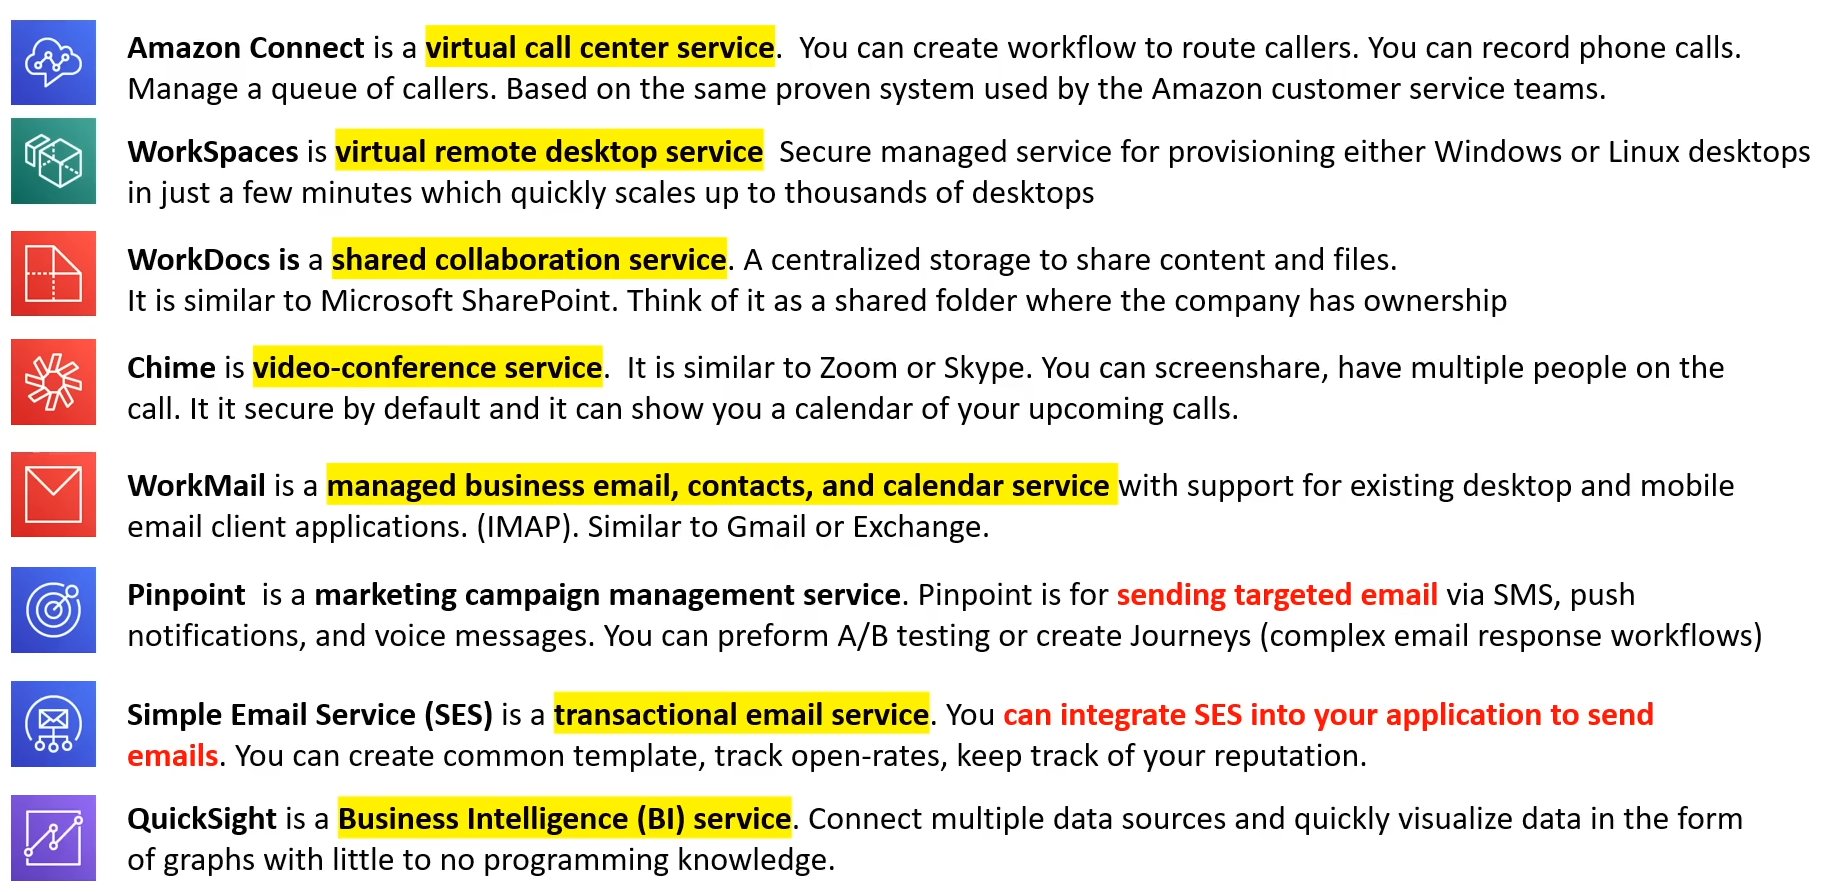 Amazon Connect is a virtual call center service.  You can create workflow to route callers. You can record phone calls.
Manage a queue of callers. Based on the same proven system used by the Amazon customer service teams.
WorkSpaces is virtual remote desktop service  Secure managed service for provisioning either Windows or Linux desktops
in just a few minutes which quickly scales up to thousands of desktops
WorkDocs is a shared collaboration service. A centralized storage to share content and files.
It is similar to Microsoft SharePoint. Think of it as a shared folder where the company has ownership
Chime is video-conference service.  It is similar to Zoom or Skype. You can screenshare, have multiple people on the
call. It it secure by default and it can show you a calendar of your upcoming calls.
WorkMail is a managed business email, contacts, and calendar service with support for existing desktop and mobile
email client applications. (IMAP). Similar to Gmail or Exchange.
Pinpoint  is a marketing campaign management service. Pinpoint is for sending targeted email via SMS, push
notifications, and voice messages. You can preform A/B testing or create Journeys (complex email response workflows)
Simple Email Service (SES) is a transactional email service. You can integrate SES into your application to send
emails. You can create common template, track open-rates, keep track of your reputation.
QuickSight is a Business Intelligence (BI) service. Connect multiple data sources and quickly visualize data in the form
of graphs with little to no programming knowledge.